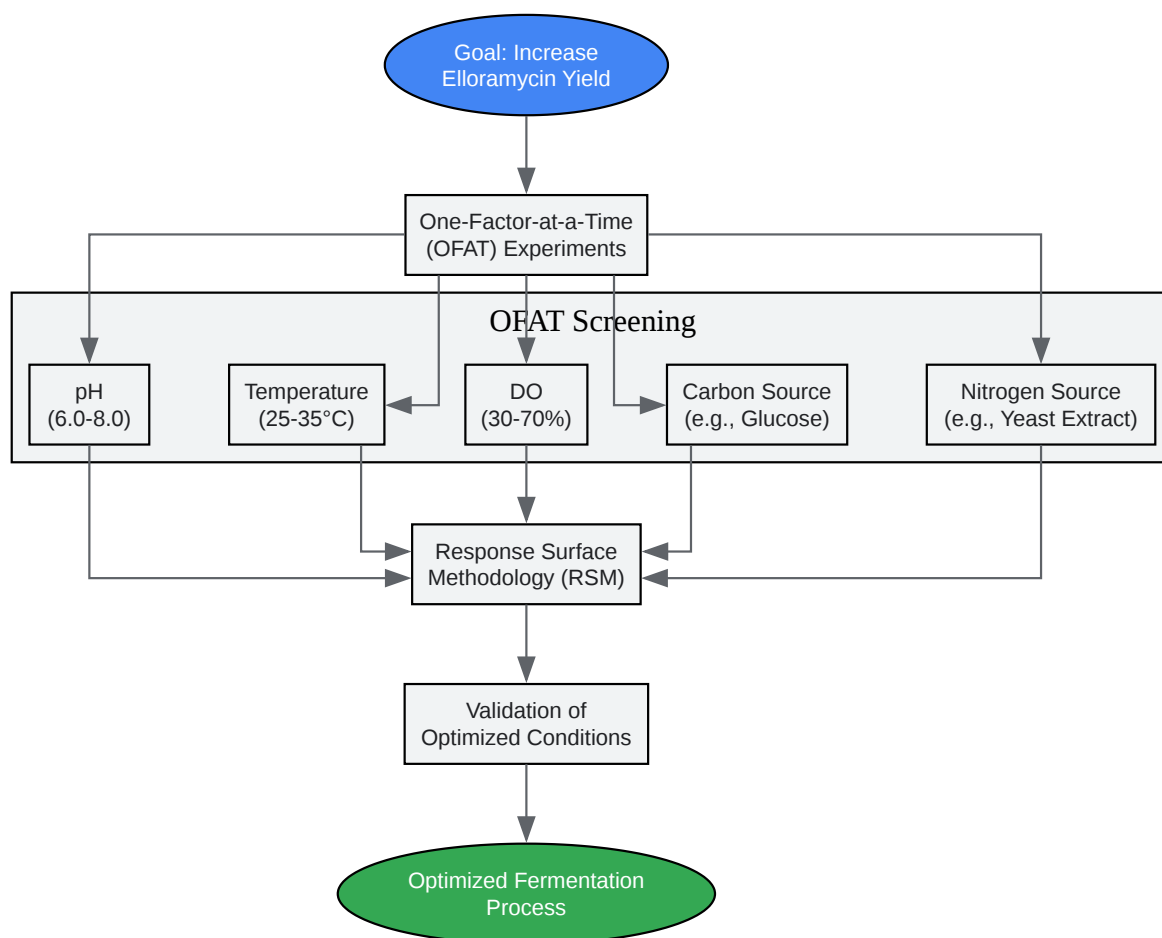 Goal: Increase
Elloramycin Yield
One-Factor-at-a-Time
(OFAT) Experiments
OFAT Screening
pH
(6.0-8.0)
Temperature
(25-35°C)
DO
(30-70%)
Carbon Source
(e.g., Glucose)
Nitrogen Source
(e.g., Yeast Extract)
Response Surface
Methodology (RSM)
Validation of
Optimized Conditions
Optimized Fermentation
Process